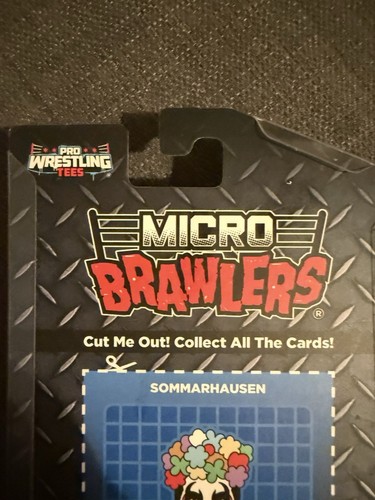 PRO
WRESTLING
TEES
MICRO
BRAWLERS®
Cut Me Out! Collect All The Cards!
SOMMARHAUSEN